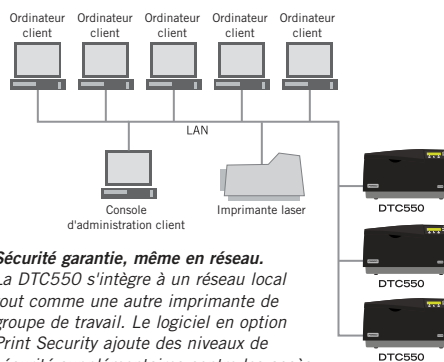 Ordinateur client
Ordinateur client
Ordinateur client
Ordinateur client
Ordinateur client
LAN
Console
d'administration client
Imprimante laser
DTC550
DTC550
DTC550
Sécurité garantie, même en réseau.
La DTC550 s'intègre à un réseau local
tout comme une autre imprimante de
groupe de travail. Le logiciel en option
Print Security ajoute des niveaux de